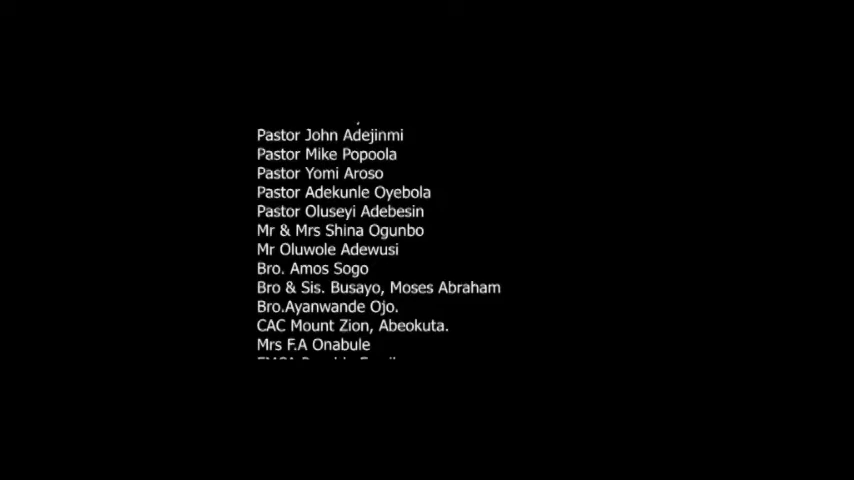 Pastor John Adejinmi
Pastor Mike Popoola
Pastor Yomi Aroso
Pastor Adekunle Oyebola
Pastor Oluseyi Adebesin
Mr & Mrs Shina Ogunbo
Mr Oluwole Adewusi
Bro. Amos Sogo
Bro & Sis. Busayo, Moses Abraham
Bro.Ayanwande Ojo.
CAC Mount Zion, Abeokuta.
Mrs F.A Onabule